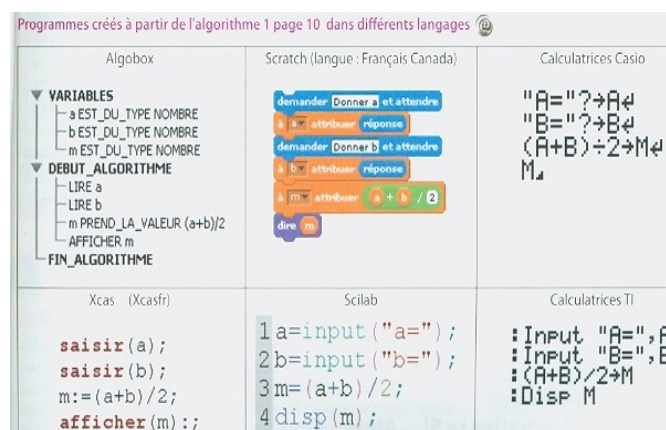 Programmes créés à partir de l'algorithme 1 page 10 dans différents langages
Algobox
VARIABLES
a EST_DU_TYPE NOMBRE
b EST_DU_TYPE NOMBRE
m EST_DU_TYPE NOMBRE
DEBUT_ALGORITHME
LIRE a
LIRE b
m PREND_LA_VALEUR (a+b)/2
AFFICHER m
FIN_ALGORITHME
Scratch (langue : Français Canada)
demander Donner a et attendre
à a attribuer réponse
demander Donner b et attendre
à b attribuer réponse
à m attribuer a + b / 2
dire m
Calculatrices Casio
"A="?→A↵
"B="?→B↵
(A+B)÷2→M↵
M◢
Xcas (Xcasfr)
saisir(a);
saisir(b);
m:=(a+b)/2;
afficher(m):;
Scilab
1 a=input("a=");
2 b=input("b=");
3 m=(a+b)/2;
4 disp(m);
Calculatrices TI
:Input "A=",A
:Input "B=",B
:(A+B)/2→M
:Disp M